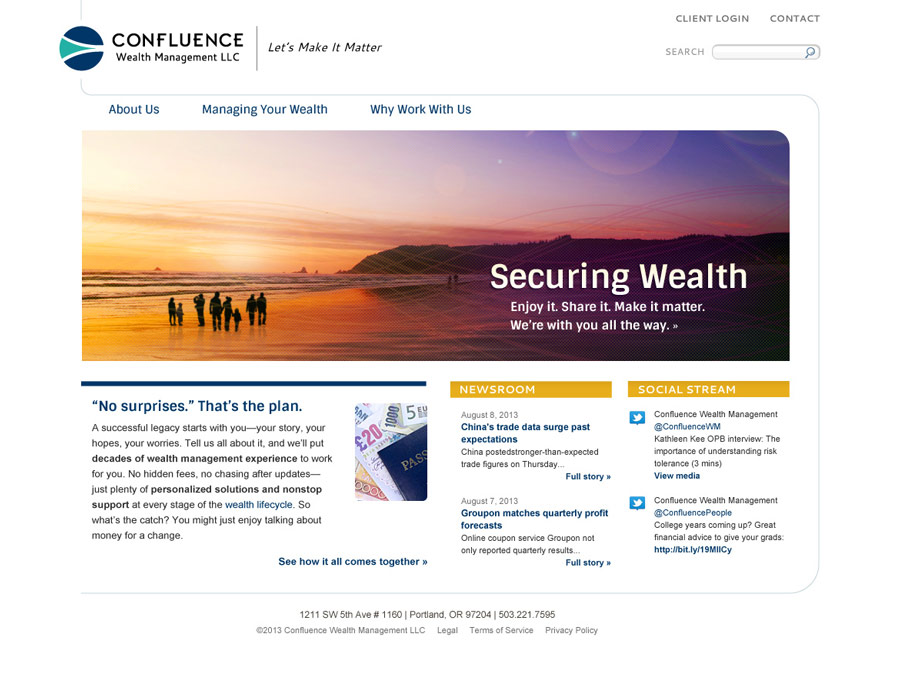 CLIENT LOGIN CONTACT
CONFLUENCE
Wealth Management LLC
Let's Make It Matter
SEARCH
About Us Managing Your Wealth Why Work With Us
Securing Wealth
Enjoy it. Share it. Make it matter.
We're with you all the way. »
“No surprises.” That's the plan.
A successful legacy starts with you—your story, your
hopes, your worries. Tell us all about it, and we'll put
decades of wealth management experience to work
for you. No hidden fees, no chasing after updates—
just plenty of personalized solutions and nonstop
support at every stage of the wealth lifecycle. So
what's the catch? You might just enjoy talking about
money for a change.
£20
1000
5 EU
PASS
See how it all comes together »
NEWSROOM
August 8, 2013
China's trade data surge past
expectations
China postedstronger-than-expected
trade figures on Thursday...
Full story »
August 7, 2013
Groupon matches quarterly profit
forecasts
Online coupon service Groupon not
only reported quarterly results...
Full story »
SOCIAL STREAM
Confluence Wealth Management
@ConfluenceWM
Kathleen Kee OPB interview: The
importance of understanding risk
tolerance (3 mins)
View media
Confluence Wealth Management
@ConfluencePeople
College years coming up? Great
financial advice to give your grads:
http://bit.ly/19MIICy
1211 SW 5th Ave # 1160 | Portland, OR 97204 | 503.221.7595
©2013 Confluence Wealth Management LLC Legal Terms of Service Privacy Policy